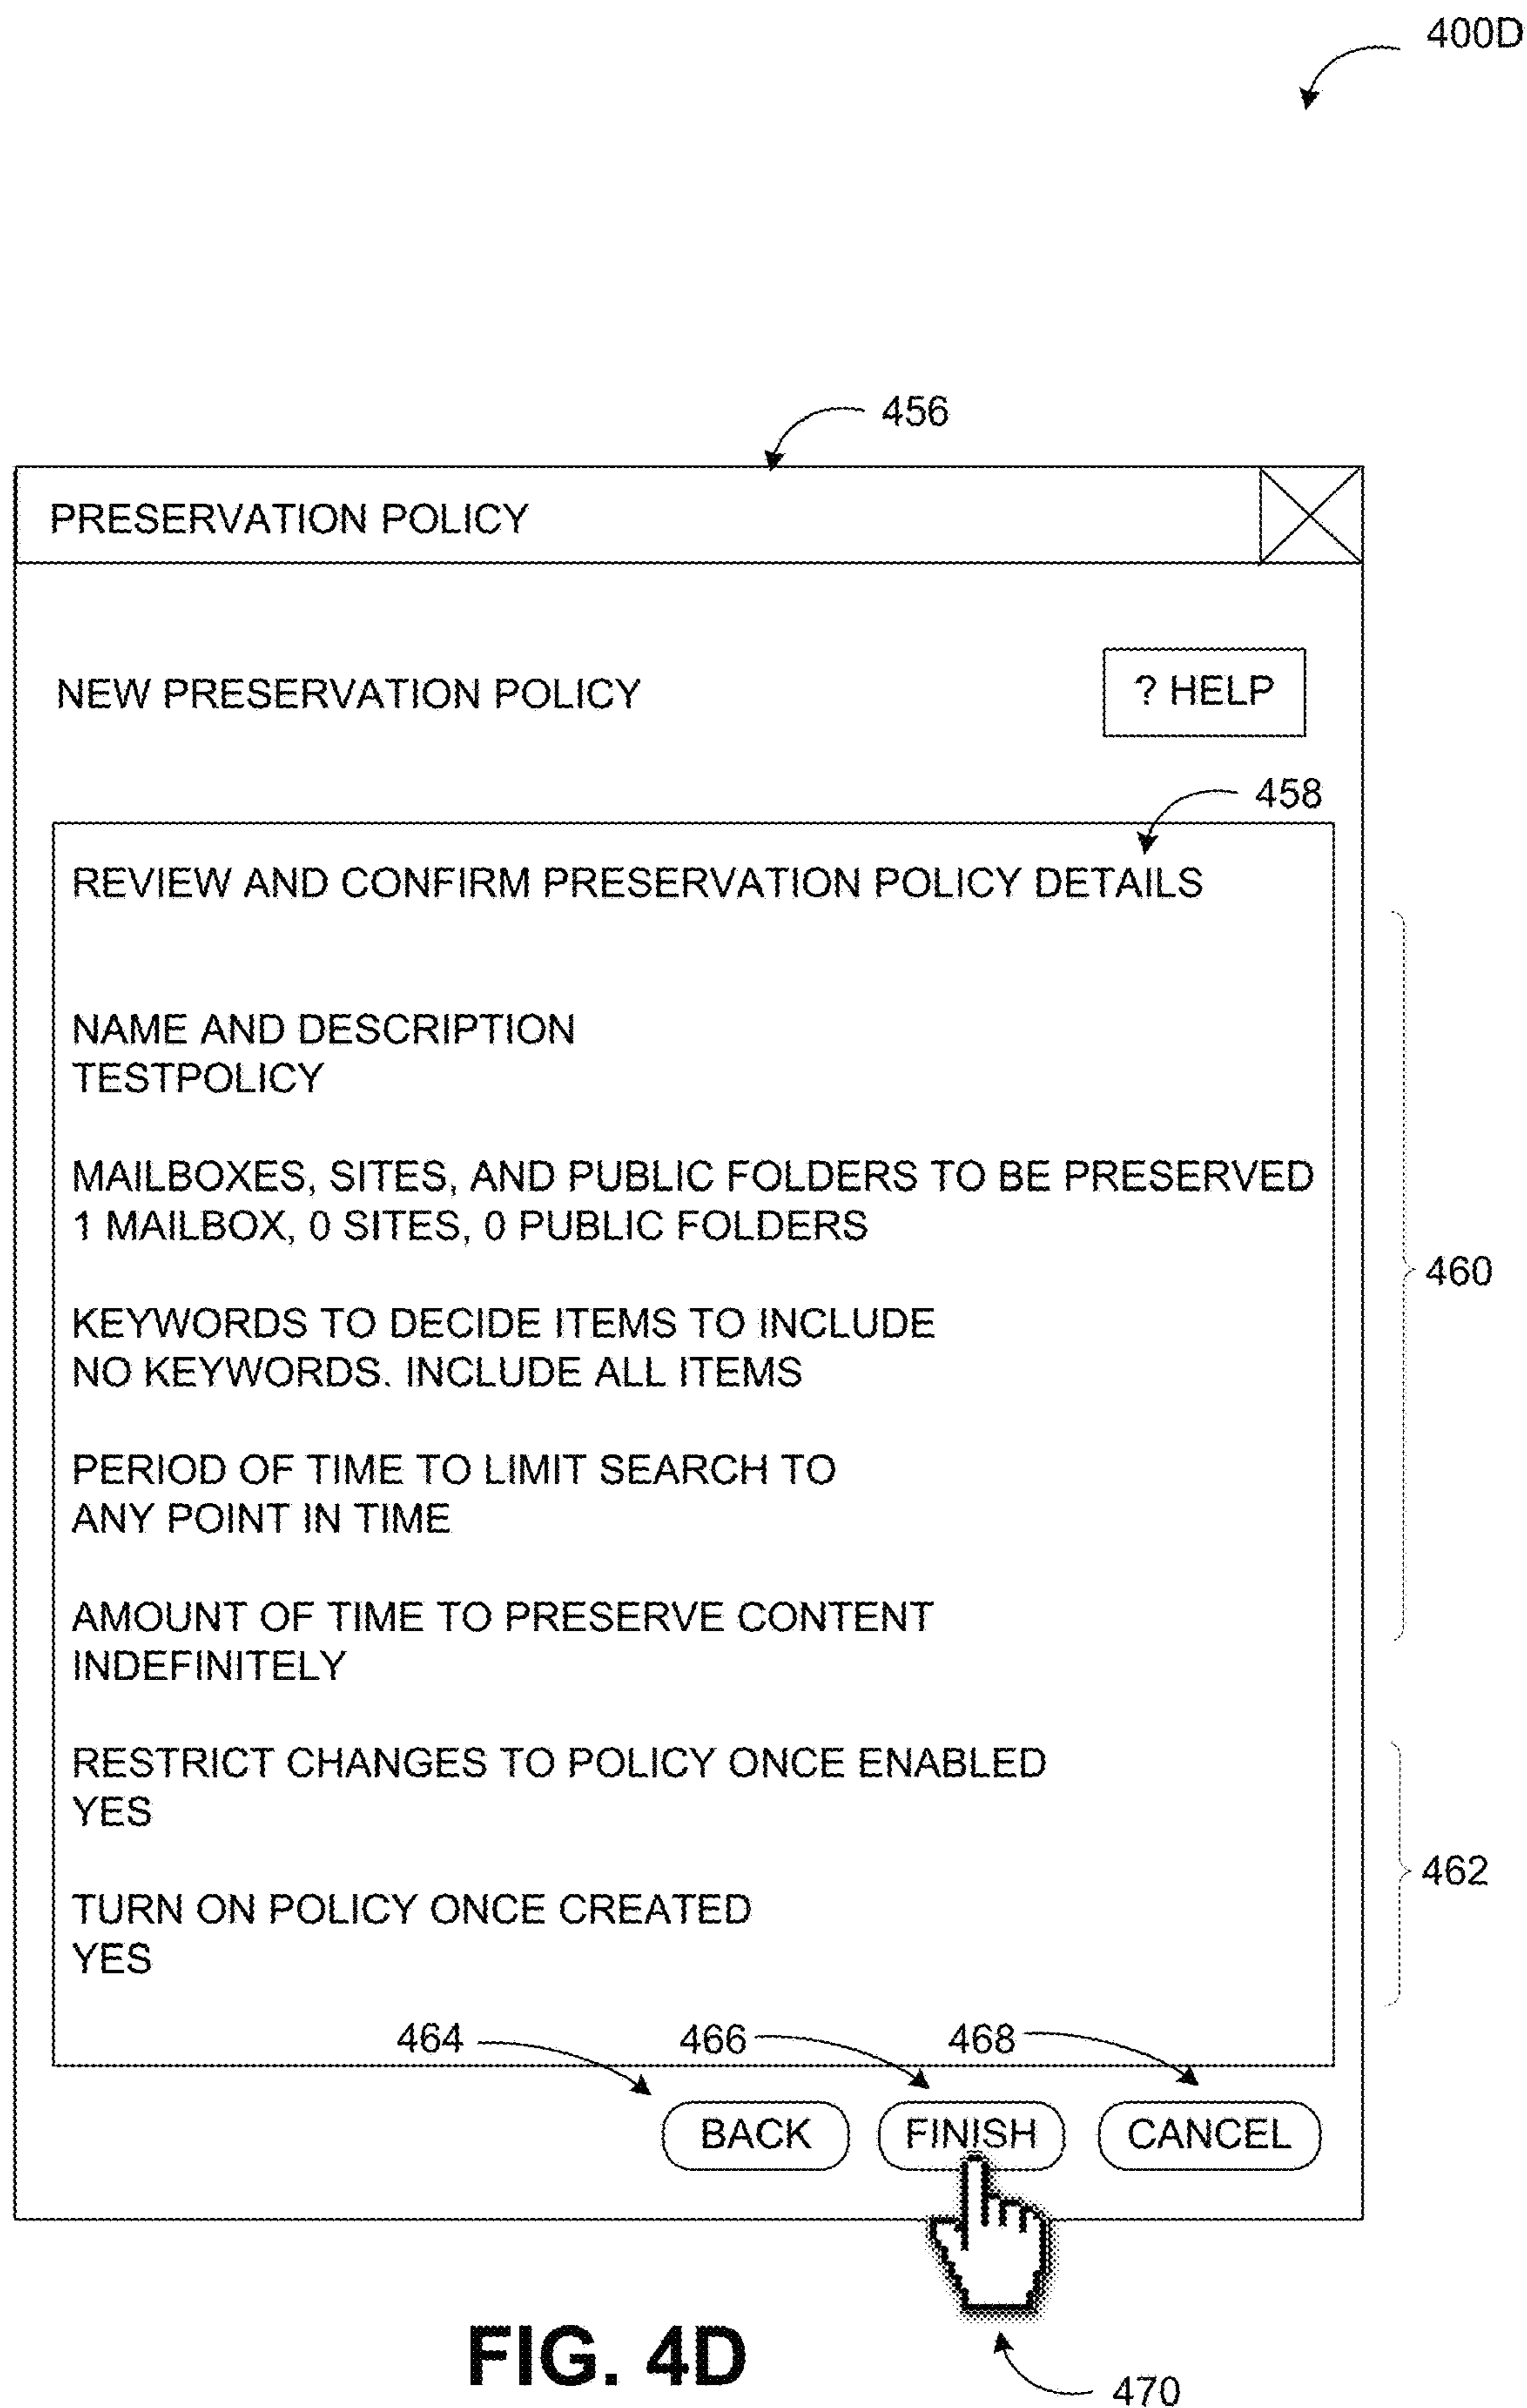 400D
456
PRESERVATION POLICY
NEW PRESERVATION POLICY
? HELP
458
REVIEW AND CONFIRM PRESERVATION POLICY DETAILS
NAME AND DESCRIPTION
TESTPOLICY
MAILBOXES, SITES, AND PUBLIC FOLDERS TO BE PRESERVED
1 MAILBOX, 0 SITES, 0 PUBLIC FOLDERS
460
KEYWORDS TO DECIDE ITEMS TO INCLUDE
NO KEYWORDS. INCLUDE ALL ITEMS
PERIOD OF TIME TO LIMIT SEARCH TO
ANY POINT IN TIME
AMOUNT OF TIME TO PRESERVE CONTENT
INDEFINITELY
RESTRICT CHANGES TO POLICY ONCE ENABLED
YES
462
TURN ON POLICY ONCE CREATED
YES
464
466
468
BACK
FINISH
CANCEL
FIG. 4D
470